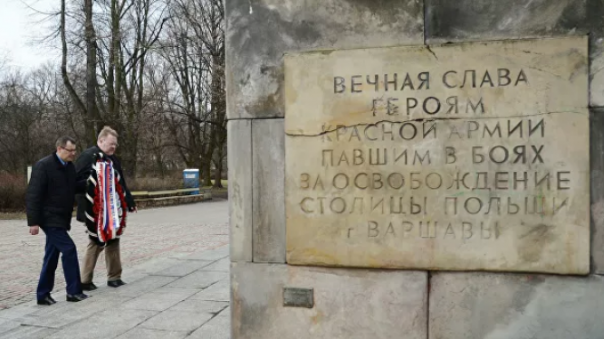 ВЕЧНАЯ СЛАВА
ГЕРОЯМ
КРАСНОЙ АРМИИ
ПАВШИМ В БОЯХ
ЗА ОСВОБОЖДЕНИЕ
СТОЛИЦЫ ПОЛЬШИ
г ВАРШАВЫ